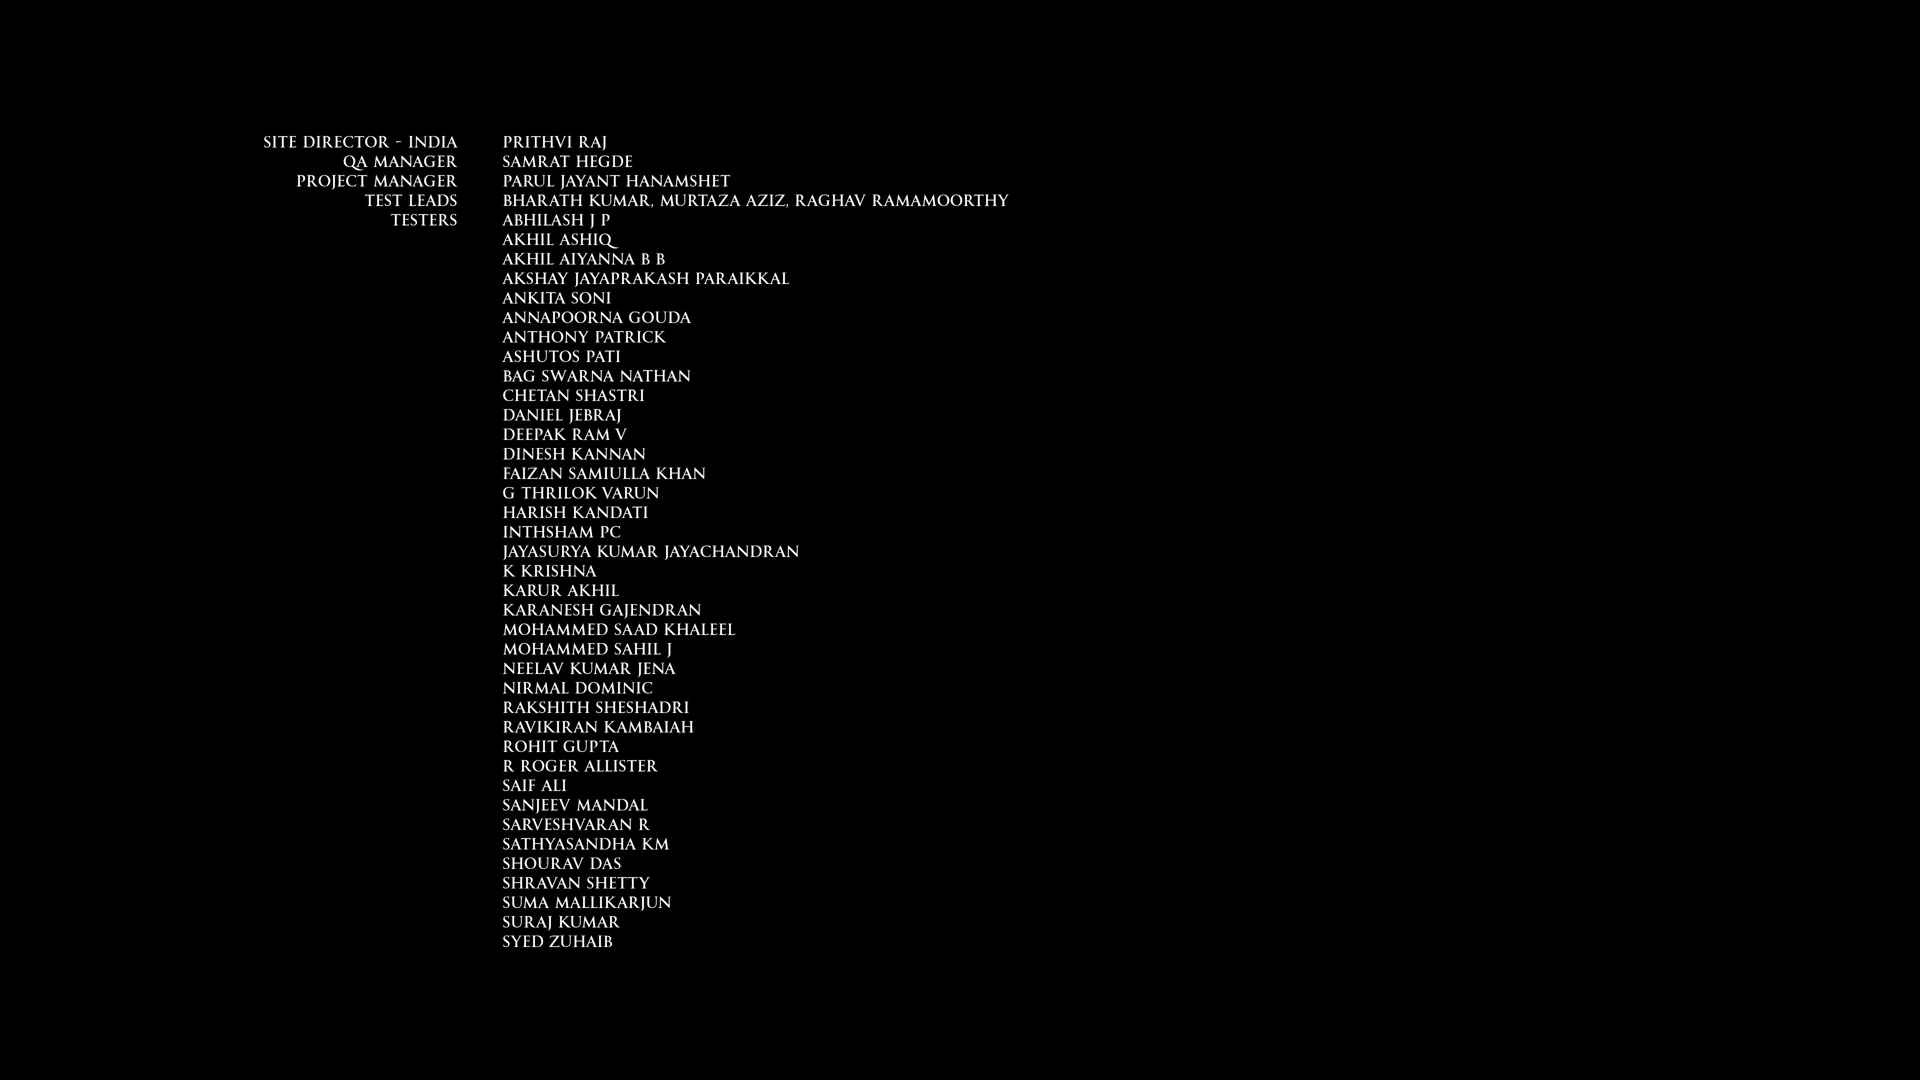 SITE DIRECTOR - INDIA PRITHVI RAJ
QA MANAGER SAMRAT HEGDE
PROJECT MANAGER PARUL JAYANT HANAMSHET
TEST LEADS BHARATH KUMAR, MURTAZA AZIZ, RAGHAV RAMAMOORTHY
TESTERS ABHILASH J P
AKHIL ASHIQ
AKHIL AIYANNA B B
AKSHAY JAYAPRAKASH PARAIKKAL
ANKITA SONI
ANNAPOORNA GOUDA
ANTHONY PATRICK
ASHUTOS PATI
BAG SWARNA NATHAN
CHETAN SHASTRI
DANIEL JEBRAJ
DEEPAK RAM V
DINESH KANNAN
FAIZAN SAMIULLA KHAN
G THRILOK VARUN
HARISH KANDATI
INTHSHAM PC
JAYASURYA KUMAR JAYACHANDRAN
K KRISHNA
KARUR AKHIL
KARANESH GAJENDRAN
MOHAMMED SAAD KHALEEL
MOHAMMED SAHIL J
NEELAV KUMAR JENA
NIRMAL DOMINIC
RAKSHITH SHESHADRI
RAVIKIRAN KAMBAIAH
ROHIT GUPTA
R ROGER ALLISTER
SAIF ALI
SANJEEV MANDAL
SARVESHVARAN R
SATHYASANDHA KM
SHOURAV DAS
SHRAVAN SHETTY
SUMA MALLIKARJUN
SURAJ KUMAR
SYED ZUHAIB